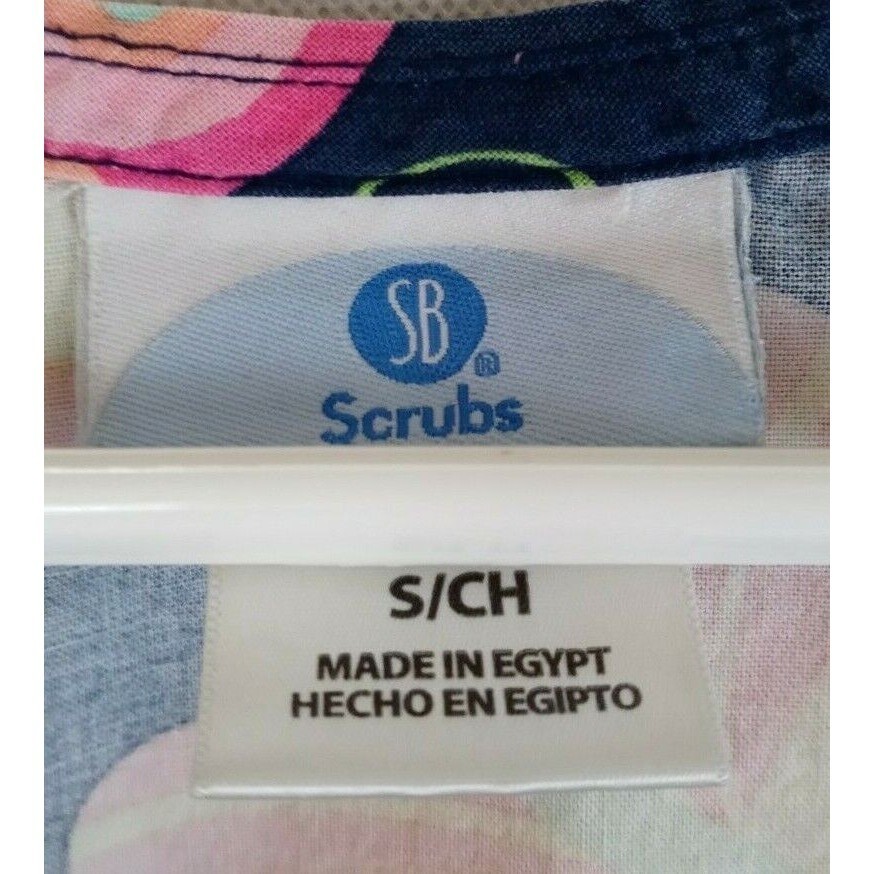 SB®
Scrubs
S/CH
MADE IN EGYPT
HECHO EN EGIPTO